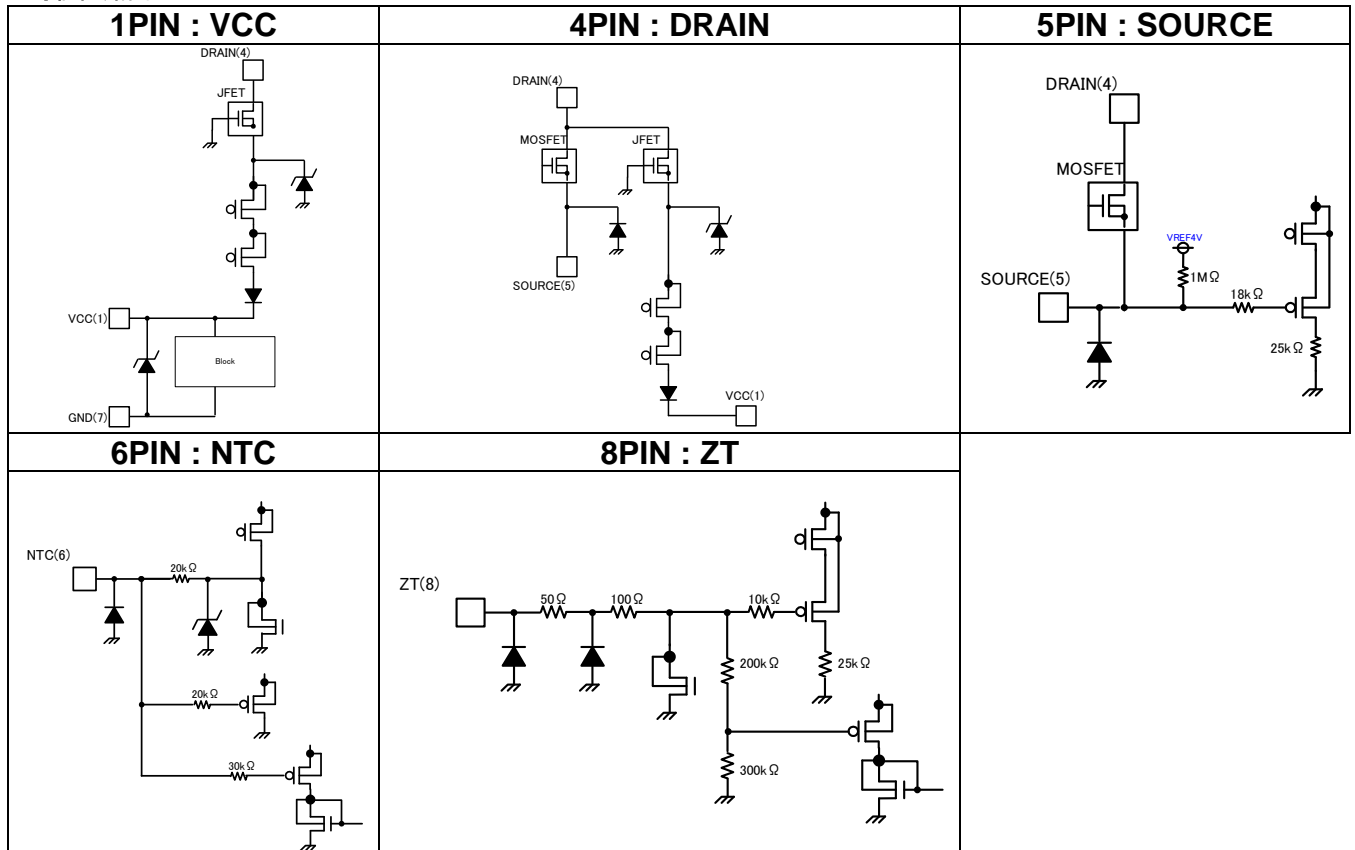 1PIN : VCC
4PIN : DRAIN
5PIN : SOURCE
DRAIN(4)
JFET
VCC(1)
Block
GND(7)
DRAIN(4)
MOSFET
JFET
SOURCE(5)
VCC(1)
DRAIN(4)
MOSFET
VREF4V
1MΩ
SOURCE(5)
18kΩ
25kΩ
6PIN : NTC
8PIN : ZT
NTC(6)
20kΩ
20kΩ
30kΩ
ZT(8)
50Ω
100Ω
10kΩ
200kΩ
25kΩ
300kΩ